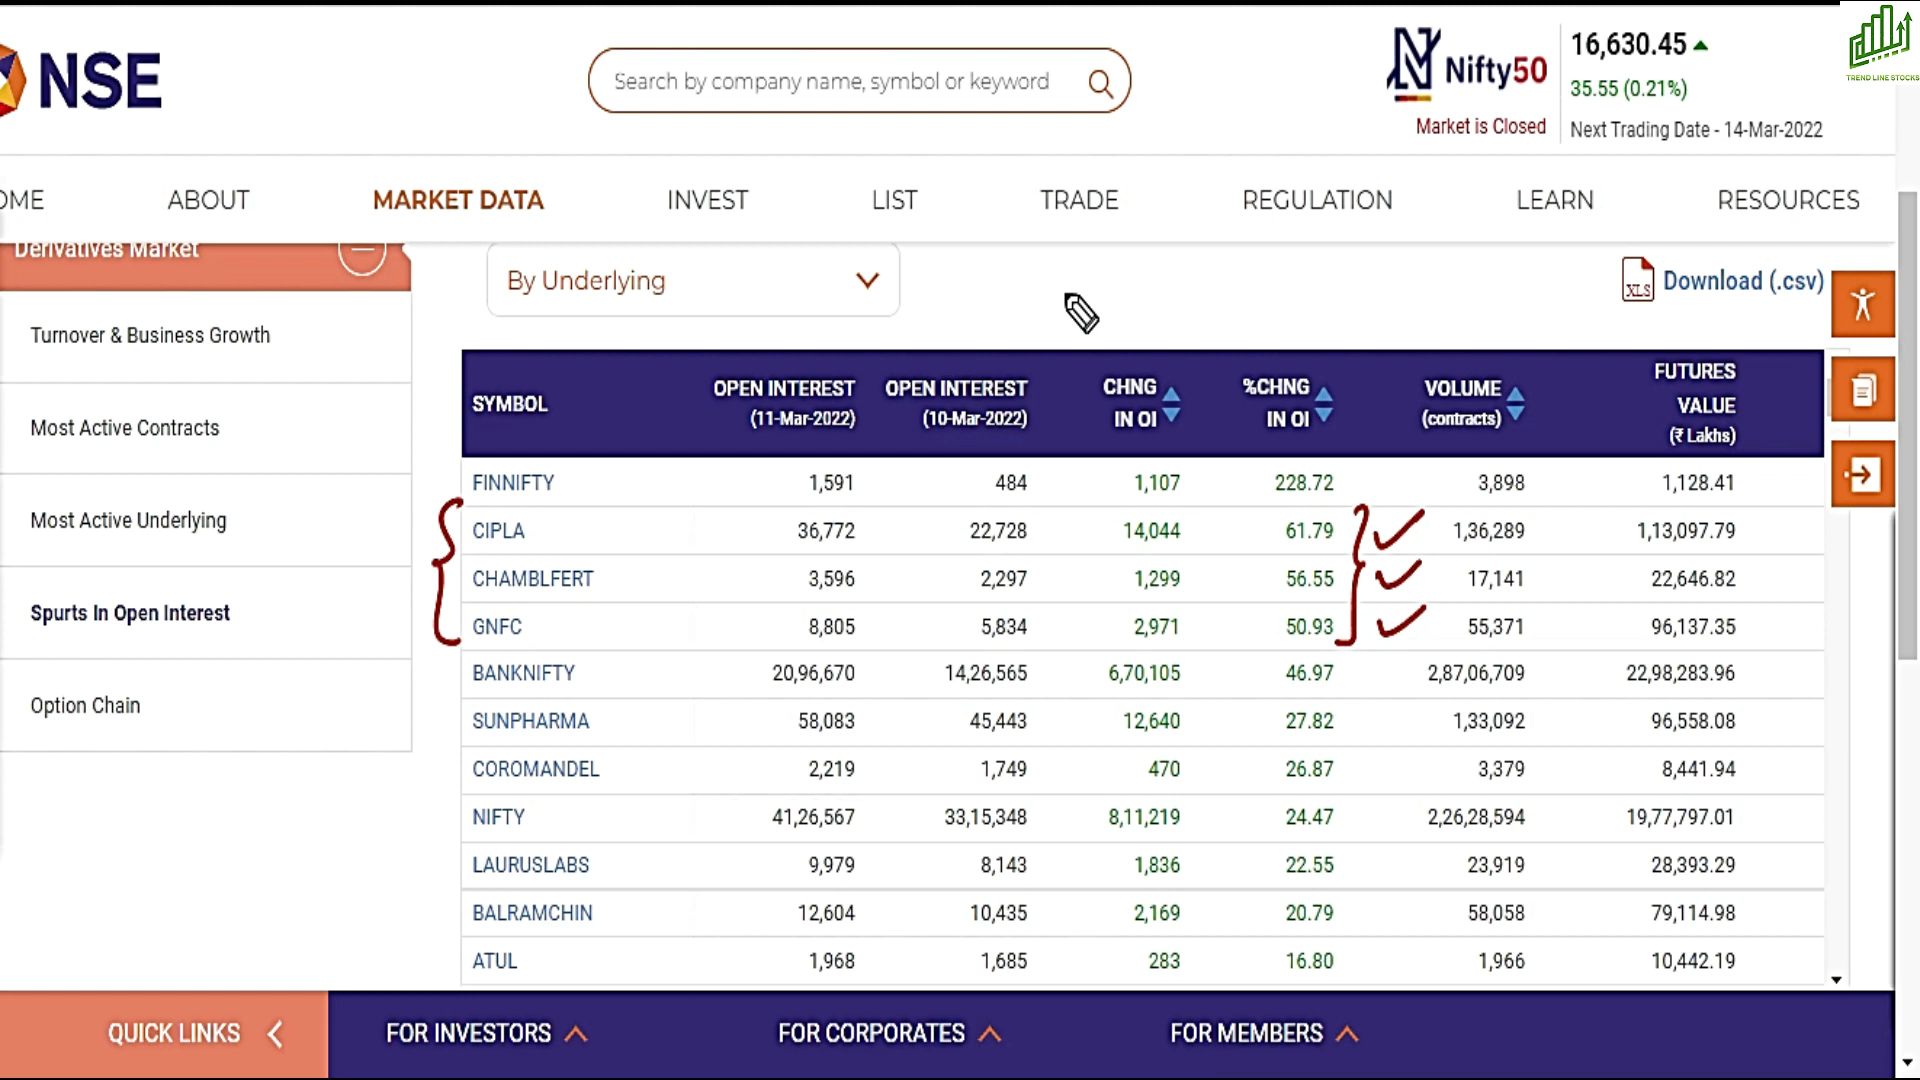 NSE
Search by company name, symbol or keyword
Nifty50
Market is Closed
16,630.45
35.55 (0.21%)
Next Trading Date - 14-Mar-2022
TREND LINE STOCKS
OME ABOUT MARKET DATA INVEST LIST TRADE REGULATION LEARN RESOURCES
Derivatives Market
Turnover & Business Growth
Most Active Contracts
Most Active Underlying
Spurts In Open Interest
Option Chain
By Underlying
XLS Download (.csv)
SYMBOL OPEN INTEREST (11-Mar-2022) OPEN INTEREST (10-Mar-2022) CHNG IN OI %CHNG IN OI VOLUME (contracts) FUTURES VALUE (₹ Lakhs)
FINNIFTY 1,591 484 1,107 228.72 3,898 1,128.41
CIPLA 36,772 22,728 14,044 61.79 1,36,289 1,13,097.79
CHAMBLFERT 3,596 2,297 1,299 56.55 17,141 22,646.82
GNFC 8,805 5,834 2,971 50.93 55,371 96,137.35
BANKNIFTY 20,96,670 14,26,565 6,70,105 46.97 2,87,06,709 22,98,283.96
SUNPHARMA 58,083 45,443 12,640 27.82 1,33,092 96,558.08
COROMANDEL 2,219 1,749 470 26.87 3,379 8,441.94
NIFTY 41,26,567 33,15,348 8,11,219 24.47 2,26,28,594 19,77,797.01
LAURUSLABS 9,979 8,143 1,836 22.55 23,919 28,393.29
BALRAMCHIN 12,604 10,435 2,169 20.79 58,058 79,114.98
ATUL 1,968 1,685 283 16.80 1,966 10,442.19
QUICK LINKS FOR INVESTORS FOR CORPORATES FOR MEMBERS